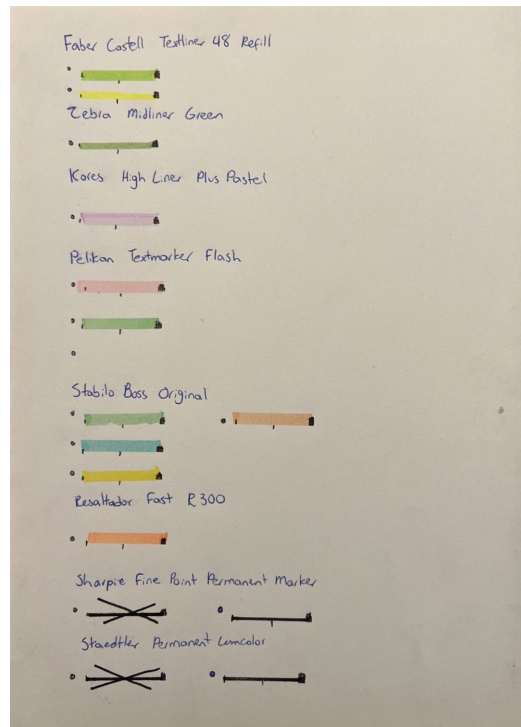 Faber Castell Textliner 48 Refill
Zebra Midliner Green
Kores High Liner Plus Pastel
Pelikan Textmarker Flash
Stabilo Boss Original
Resaltador Fast R300
Sharpie Fine Point Permanent Marker
Staedtler Permanent Lumcolor